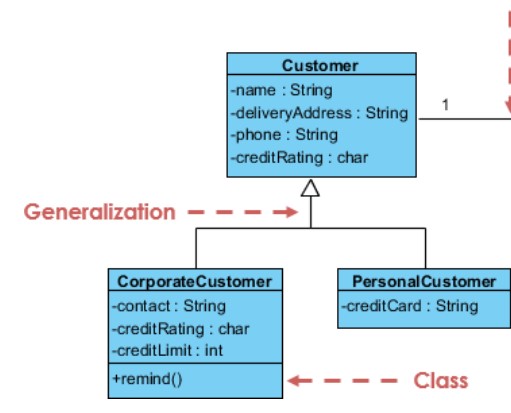 Customer
-name : String
-deliveryAddress : String
-phone : String
-creditRating : char
1
Generalization
CorporateCustomer
-contact : String
-creditRating : char
-creditLimit : int
+remind()
PersonalCustomer
-creditCard : String
Class